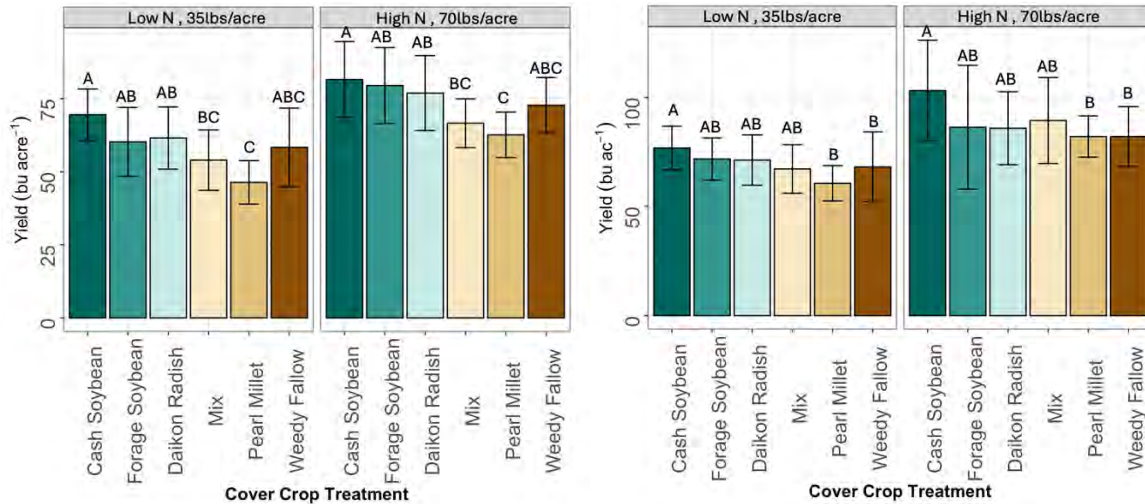 Low N , 35lbs/acre
High N , 70lbs/acre
A
AB
AB
BC
C
ABC
A
AB
AB
BC
C
ABC
Yield (bu acre⁻¹)
0
25
50
75
Cash Soybean
Forage Soybean
Daikon Radish
Mix
Pearl Millet
Weedy Fallow
Cash Soybean
Forage Soybean
Daikon Radish
Mix
Pearl Millet
Weedy Fallow
Cover Crop Treatment
Low N , 35lbs/acre
High N , 70lbs/acre
A
AB
AB
AB
B
B
A
AB
AB
AB
B
B
Yield (bu ac⁻¹)
0
50
100
Cash Soybean
Forage Soybean
Daikon Radish
Mix
Pearl Millet
Weedy Fallow
Cash Soybean
Forage Soybean
Daikon Radish
Mix
Pearl Millet
Weedy Fallow
Cover Crop Treatment